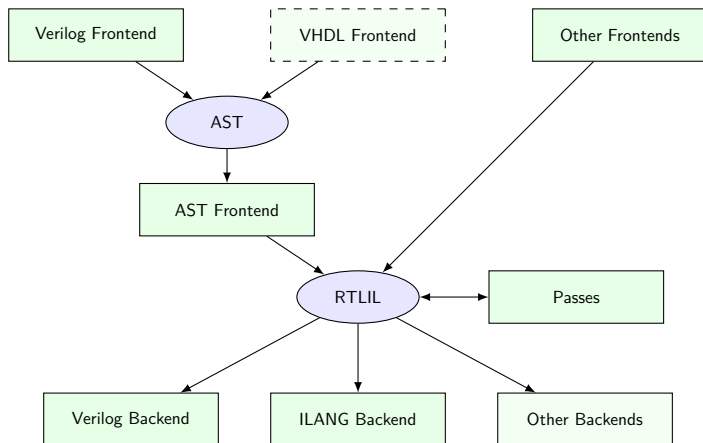 Verilog Frontend
VHDL Frontend
Other Frontends
AST
AST Frontend
RTLIL
Passes
Verilog Backend
ILANG Backend
Other Backends